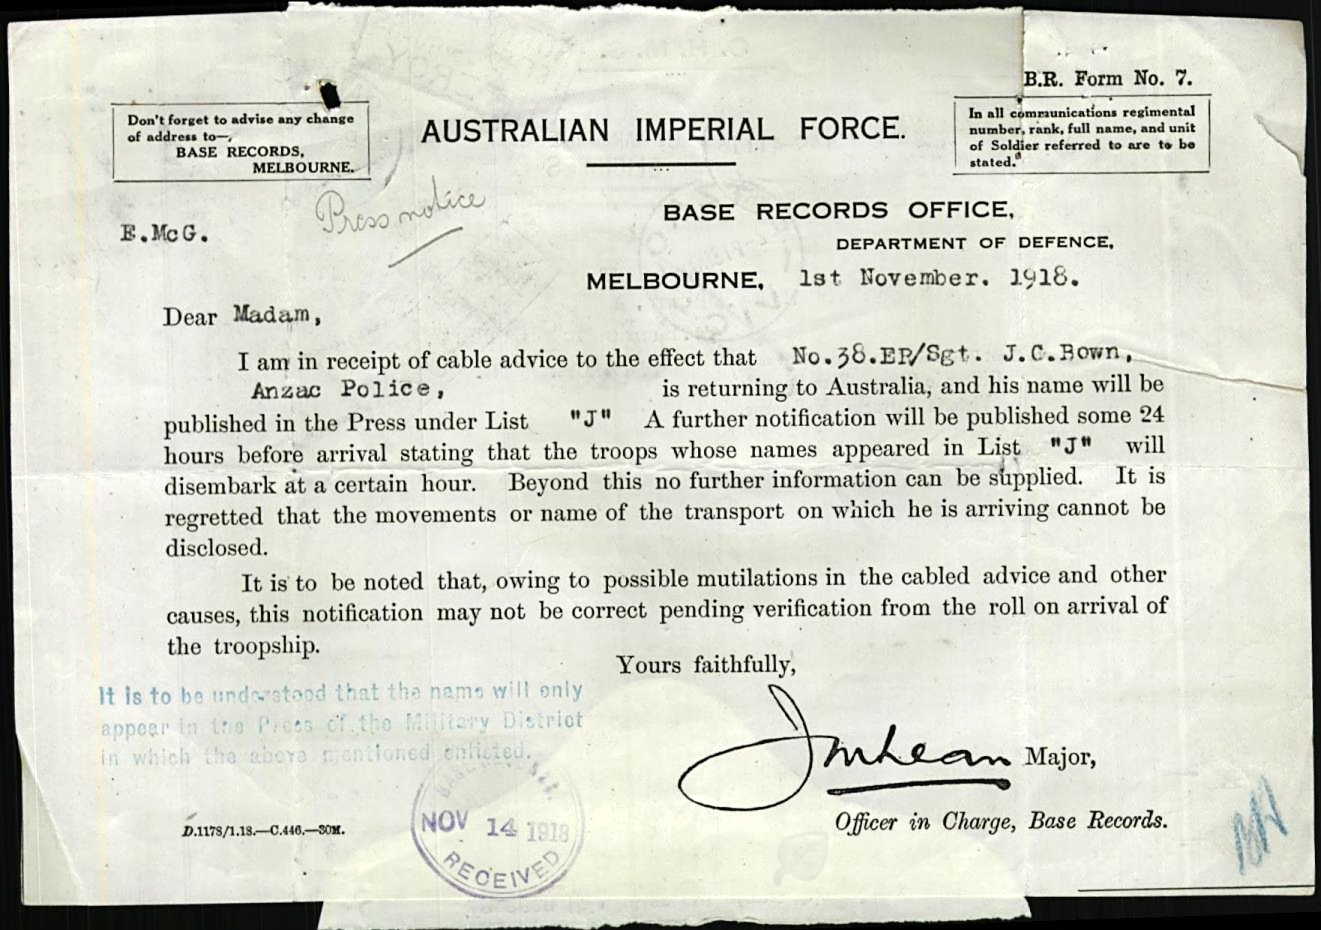 B.R. Form No. 7.
Don't forget to advise any change
of address to—,
BASE RECORDS,
MELBOURNE.
AUSTRALIAN IMPERIAL FORCE.
In all communications regimental
number, rank, full name, and unit
of Soldier referred to are to be
stated.
Press notice
E.McG.
BASE RECORDS OFFICE,
DEPARTMENT OF DEFENCE,
MELBOURNE, 1st November. 1918.
Dear Madam,
I am in receipt of cable advice to the effect that No.38.ER/Sgt. J.C.Bown,
Anzac Police, is returning to Australia, and his name will be
published in the Press under List "J" A further notification will be published some 24
hours before arrival stating that the troops whose names appeared in List "J" will
disembark at a certain hour. Beyond this no further information can be supplied. It is
regretted that the movements or name of the transport on which he is arriving cannot be
disclosed.
It is to be noted that, owing to possible mutilations in the cabled advice and other
causes, this notification may not be correct pending verification from the roll on arrival of
the troopship.
Yours faithfully,
It is to be understood that the name will only
appear in the Press of the Military District
in which the above mentioned enlisted.
JMLean Major,
Officer in Charge, Base Records.
D.1178/1.18.—C.446.—30M.
NOV 14 1918
RECEIVED